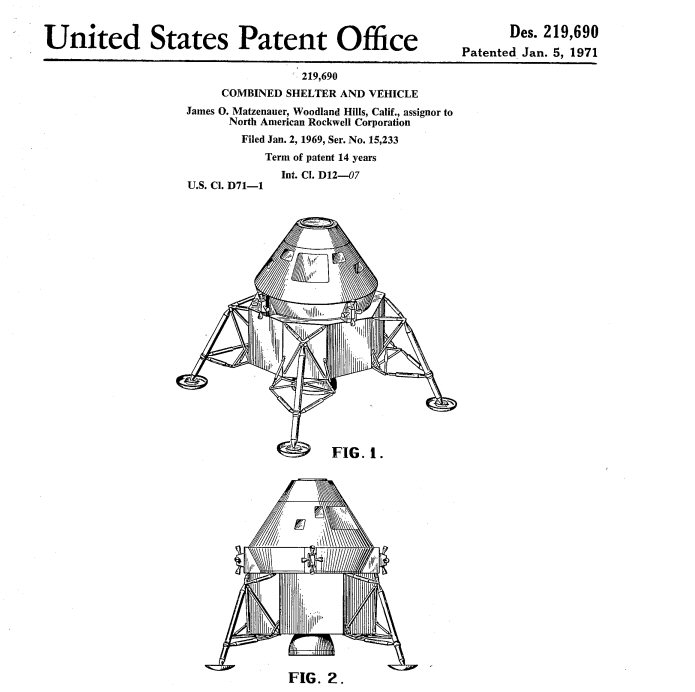 United States Patent Office
Des. 219,690
Patented Jan. 5, 1971
219,690
COMBINED SHELTER AND VEHICLE
James O. Matzenauer, Woodland Hills, Calif., assignor to
North American Rockwell Corporation
Filed Jan. 2, 1969, Ser. No. 15,233
Term of patent 14 years
Int. Cl. D12—07
U.S. Cl. D71—1
FIG. 1.
FIG. 2.